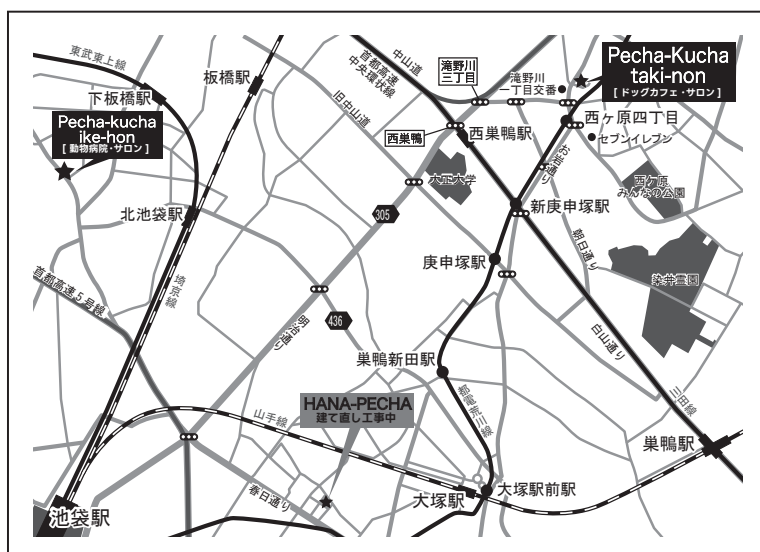 東武東上線
下板橋駅
板橋駅
首都高速
中央環状線
中山道
旧中山道
滝野川
三丁目
滝野川
一丁目交番
Pecha-Kucha
taki-non
[ ドッグカフェ・サロン ]
Pecha-kucha
ike-hon
[ 動物病院・サロン ]
西巣鴨
西巣鴨駅
西ヶ原四丁目
セブンイレブン
お岩通り
大正大学
西ケ原
みんなの公園
北池袋駅
305
新庚申塚駅
朝日通り
庚申塚駅
染井霊園
首都高速5号線
埼京線
436
明治通り
白山通り
巣鴨新田駅
三田線
HANA-PECHA
建て直し工事中
山手線
都電荒川線
巣鴨駅
春日通り
大塚駅
大塚駅前駅
池袋駅